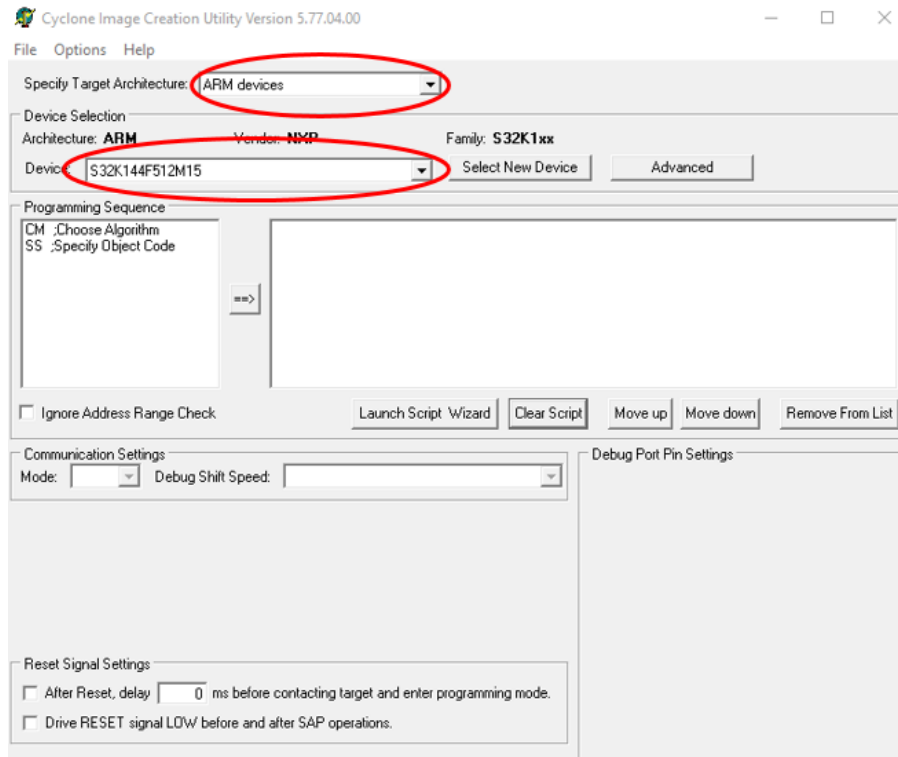 Cyclone Image Creation Utility Version 5.77.04.00
File Options Help
Specify Target Architecture: ARM devices
Device Selection
Architecture: ARM Vendor: NXP Family: S32K1xx
Device: S32K144F512M15 Select New Device Advanced
Programming Sequence
CM ;Choose Algorithm
SS ;Specify Object Code
==>
Ignore Address Range Check Launch Script Wizard Clear Script Move up Move down Remove From List
Communication Settings
Mode: Debug Shift Speed:
Debug Port Pin Settings
Reset Signal Settings
After Reset, delay 0 ms before contacting target and enter programming mode.
Drive RESET signal LOW before and after SAP operations.